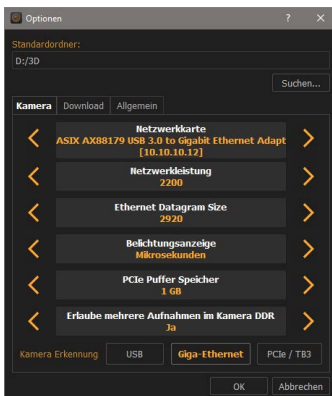 Optionen
Standardordner:
D:/3D
Suchen...
Kamera Download Allgemein
Netzwerkkarte
ASIX AX88179 USB 3.0 to Gigabit Ethernet Adapt
[10.10.10.12]
Netzwerkleistung
2200
Ethernet Datagram Size
2920
Belichtungsanzeige
Mikrosekunden
PCIe Puffer Speicher
1 GB
Erlaube mehrere Aufnahmen im Kamera DDR
Ja
Kamera Erkennung USB Giga-Ethernet PCIe / TB3
OK Abbrechen